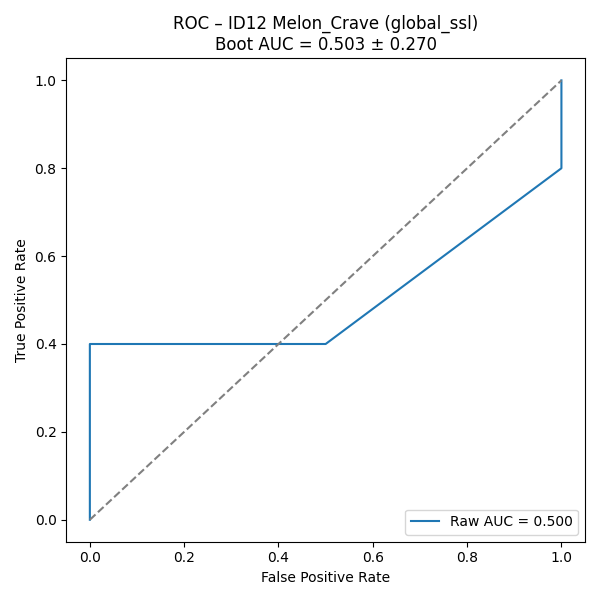 ROC – ID12 Melon_Crave (global_ssl)
Boot AUC = 0.503 ± 0.270
True Positive Rate
1.0
0.8
0.6
0.4
0.2
0.0
Raw AUC = 0.500
0.0 0.2 0.4 0.6 0.8 1.0
False Positive Rate